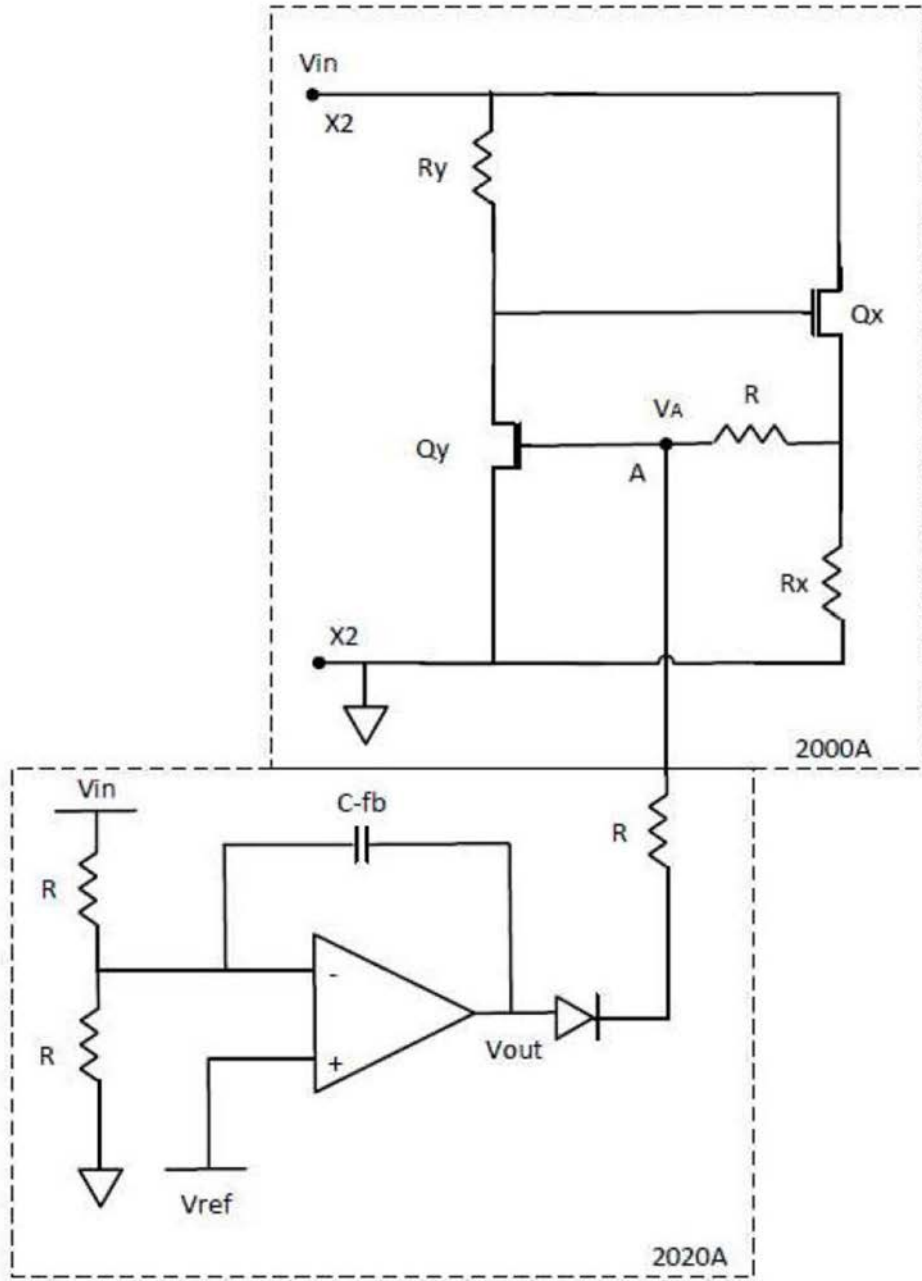 Vin
X2
Ry
Qx
R
VA
Qy
A
Rx
X2
2000A
Vin
C-fb
R
R
-
Vout
R
+
Vref
2020A